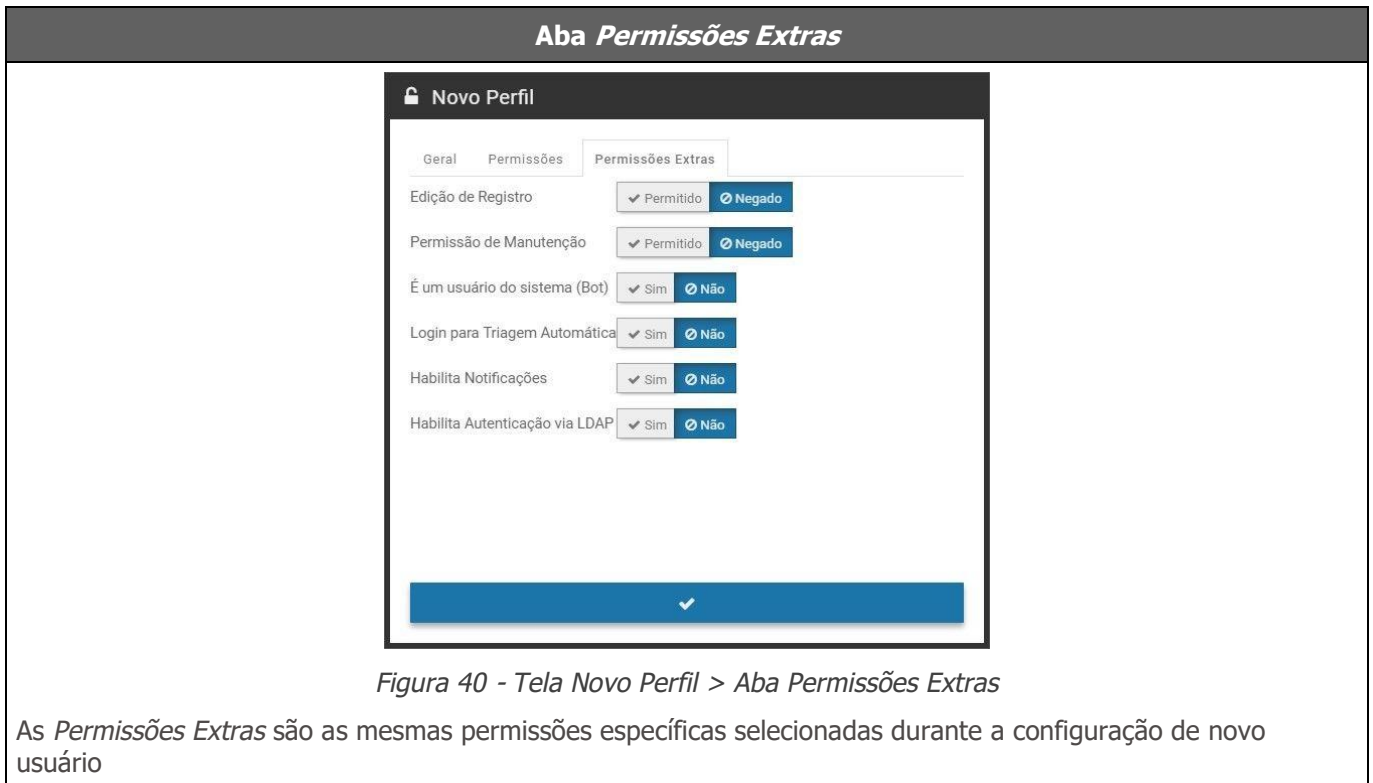 Aba Permissões Extras
Novo Perfil
Geral Permissões Permissões Extras
Edição de Registro Permitido Negado
Permissão de Manutenção Permitido Negado
É um usuário do sistema (Bot) Sim Não
Login para Triagem Automática Sim Não
Habilita Notificações Sim Não
Habilita Autenticação via LDAP Sim Não
Figura 40 - Tela Novo Perfil > Aba Permissões Extras
As Permissões Extras são as mesmas permissões específicas selecionadas durante a configuração de novo
usuário